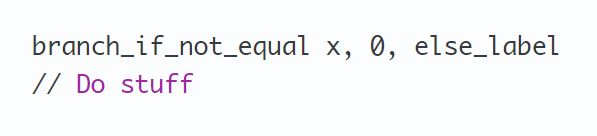 branch_if_not_equal x, 0, else_label
// Do stuff